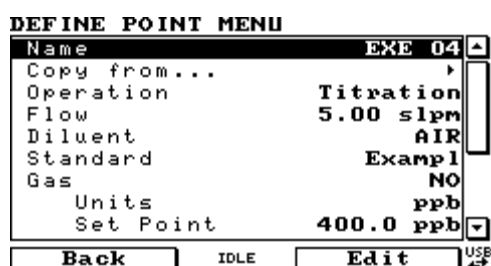 DEFINE POINT MENU
Name EXE 04
Copy from...
Operation Titration
Flow 5.00 slpm
Diluent AIR
Standard Exampl
Gas NO
Units ppb
Set Point 400.0 ppb
Back IDLE Edit USB